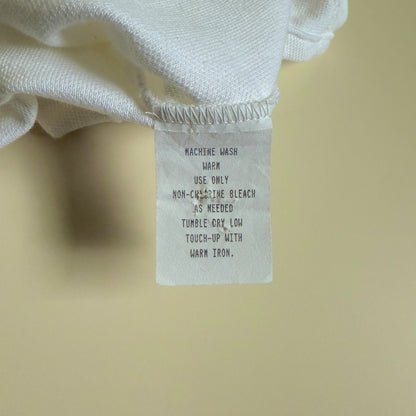 MACHINE WASH
WARM
USE ONLY
NON-CHLORINE BLEACH
AS NEEDED
TUMBLE DRY LOW
TOUCH-UP WITH
WARM IRON.